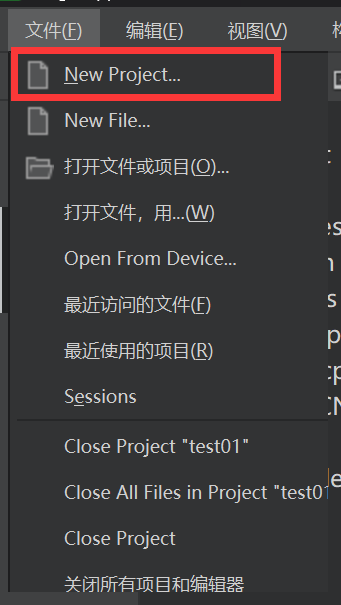 文件(F) 编辑(E) 视图(V)
New Project...
New File...
打开文件或项目(O)...
打开文件，用...(W)
Open From Device...
最近访问的文件(F)
最近使用的项目(R)
Sessions
Close Project "test01"
Close All Files in Project "test01
Close Project
关闭所有项目和编辑器